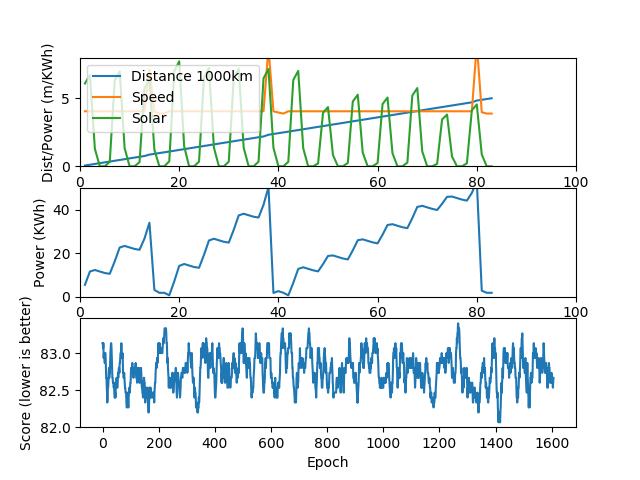 Dist/Power (m/KWh)
Distance 1000km
Speed
Solar
5
0
0 20 40 60 80 100
Power (KWh)
40
20
0
0 20 40 60 80 100
Score (lower is better)
83.0
82.5
82.0
0 200 400 600 800 1000 1200 1400 1600
Epoch